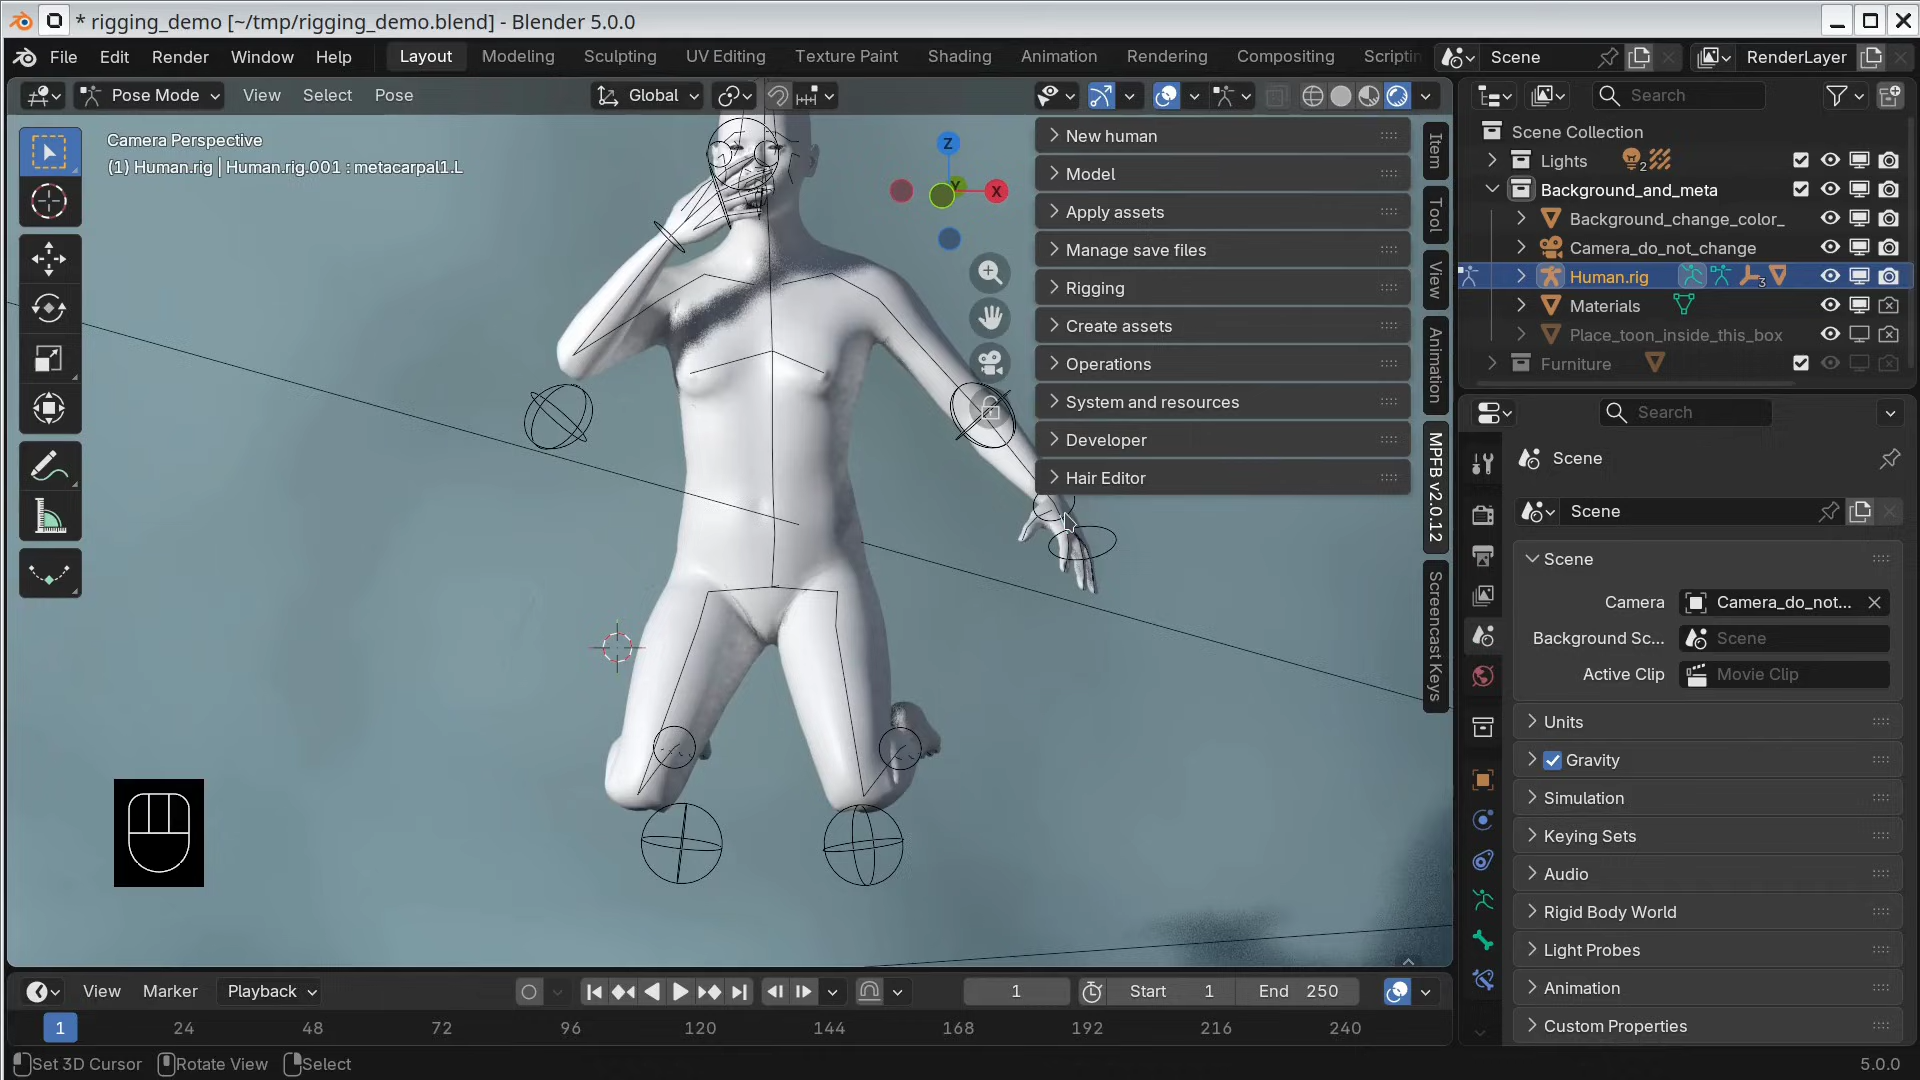 * rigging_demo [~/tmp/rigging_demo.blend] - Blender 5.0.0
File Edit Render Window Help
Layout Modeling Sculpting UV Editing Texture Paint Shading Animation Rendering Compositing Scriptin
Scene
RenderLayer
Pose Mode View Select Pose
Global
Search
Camera Perspective
(1) Human.rig | Human.rig.001 : metacarpal1.L
Z
Y
X
New human
Model
Apply assets
Manage save files
Rigging
Create assets
Operations
System and resources
Developer
Hair Editor
Item
Tool
View
Animation
MPFB v2.0.12
Screencast Keys
Scene Collection
Lights
2
Background_and_meta
Background_change_color_
Camera_do_not_change
Human.rig
3
Materials
Place_toon_inside_this_box
Furniture
Search
Scene
Scene
Scene
Camera Camera_do_not...
Background Sc... Scene
Active Clip Movie Clip
Units
Gravity
Simulation
Keying Sets
Audio
Rigid Body World
Light Probes
Animation
Custom Properties
View Marker Playback
1
Start 1
End 250
1 24 48 72 96 120 144 168 192 216 240
Set 3D Cursor Rotate View Select
5.0.0